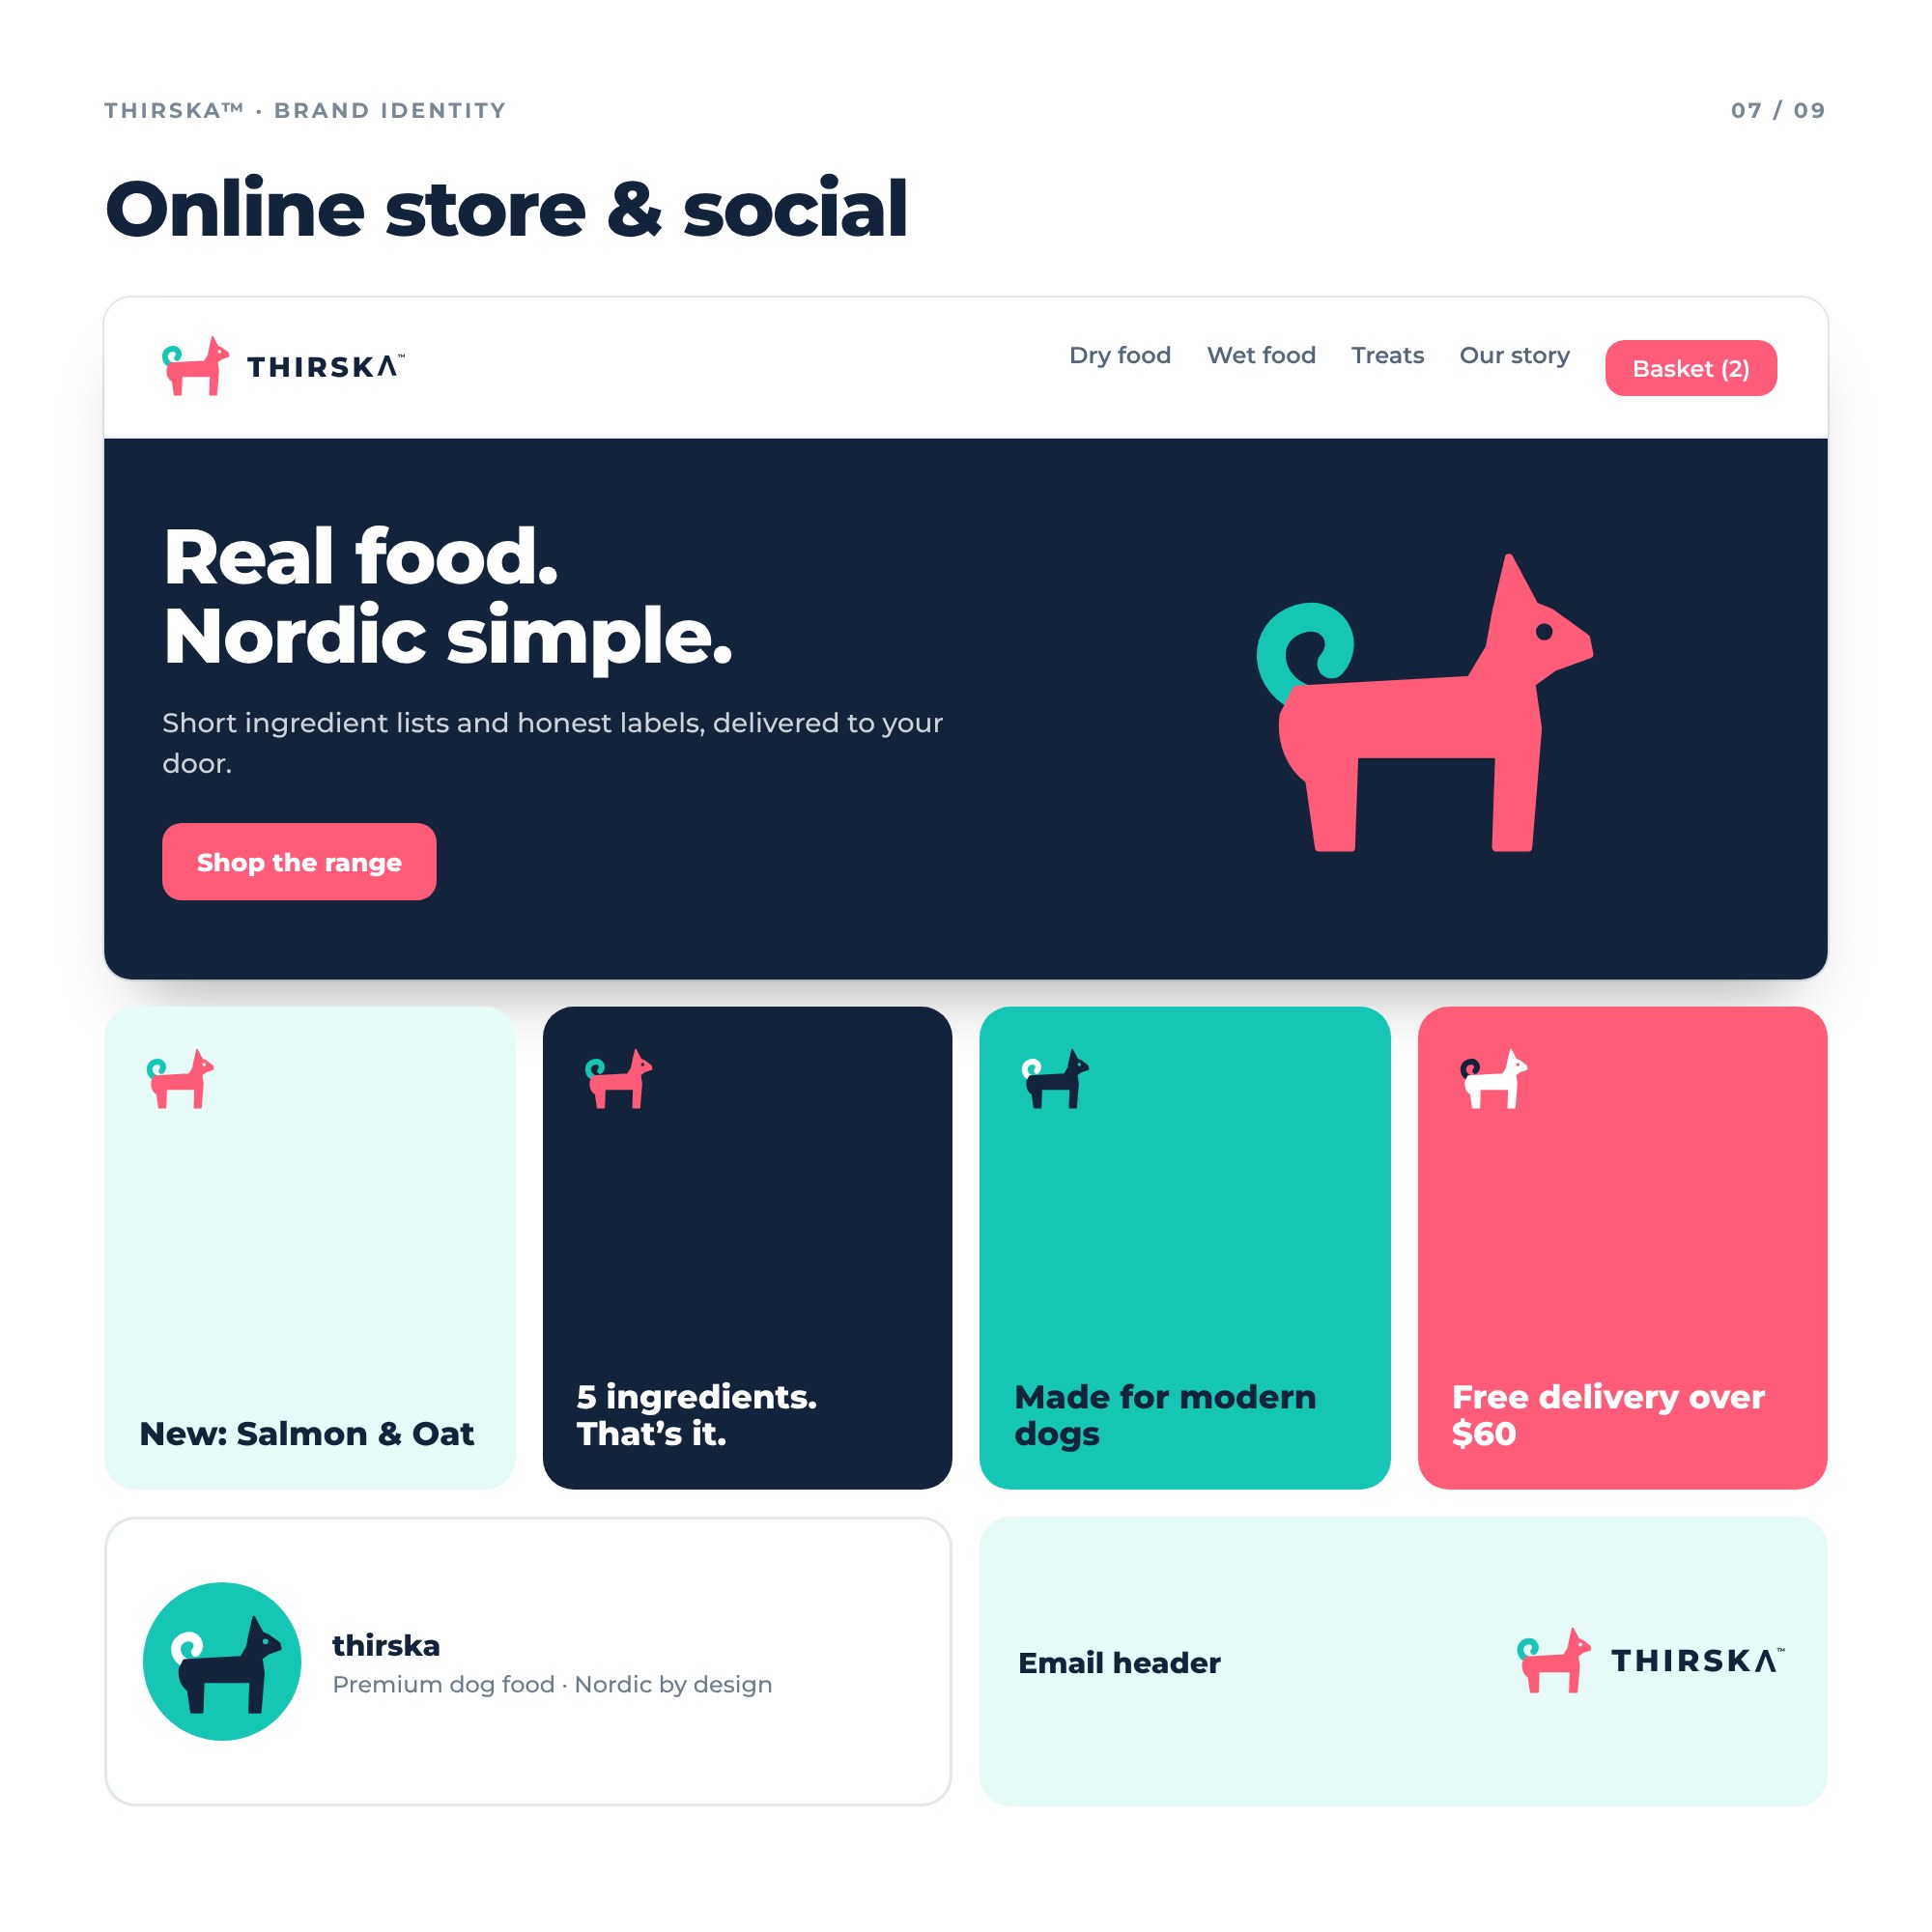 THIRSKA™ · BRAND IDENTITY
07 / 09
Online store & social
THIRSKΛ™
Dry food
Wet food
Treats
Our story
Basket (2)
Real food.
Nordic simple.
Short ingredient lists and honest labels, delivered to your
door.
Shop the range
New: Salmon & Oat
5 ingredients.
That’s it.
Made for modern
dogs
Free delivery over
$60
thirska
Premium dog food · Nordic by design
Email header
THIRSKΛ™